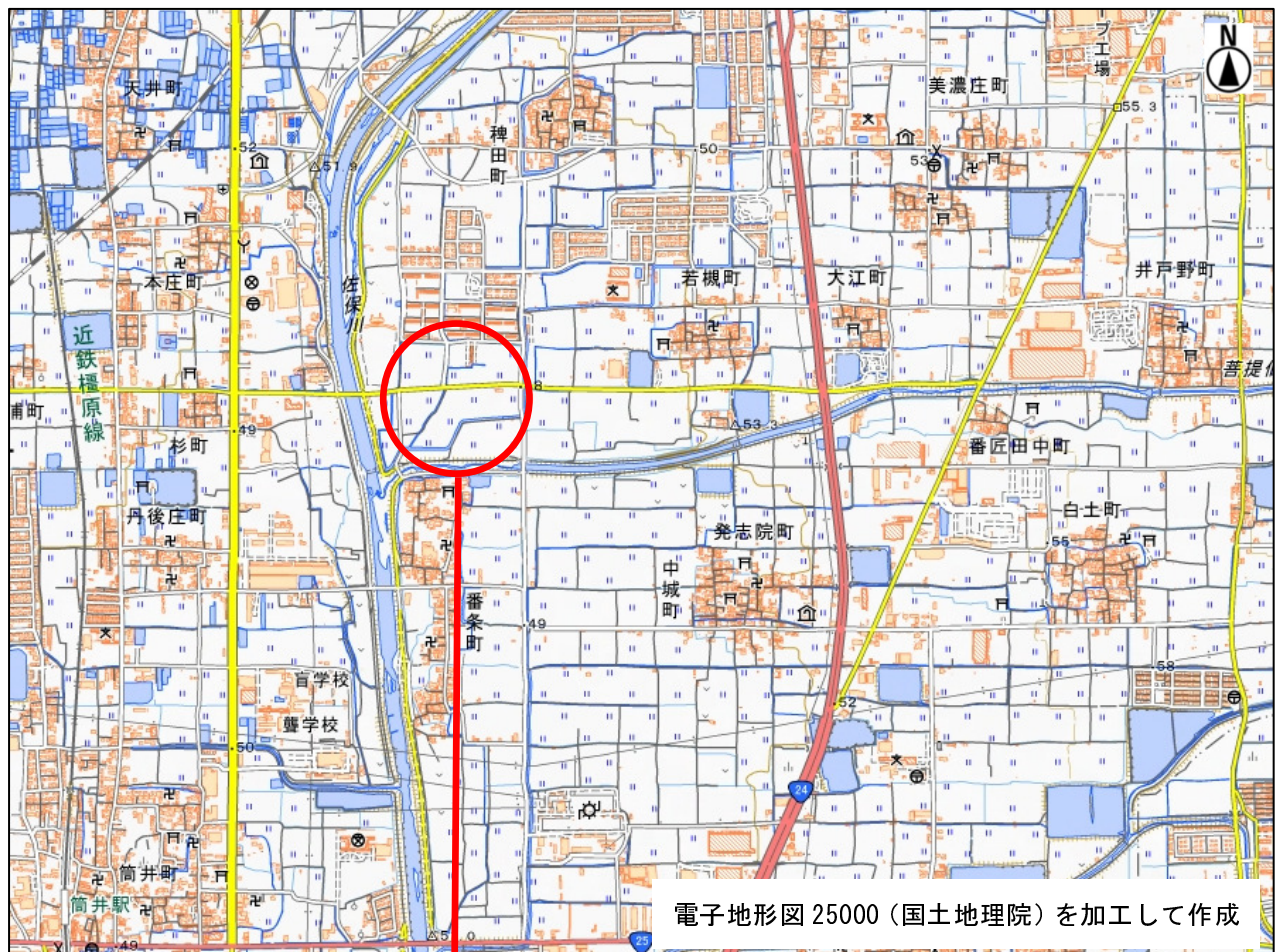 天井町
稗田町
美濃庄町
プ工場
N
55.3
52
51.9
50
53
本庄町
佐保川
若槻町
大江町
井戸野町
近鉄橿原線
菩提
浦町
8
杉町
49
53.3
番匠田中町
丹後庄町
発志院町
白土町
55
中城町
番条町
49
58
盲学校
聾学校
52
50
24
筒井町
筒井駅
49
25
電子地形図25000(国土地理院)を加工して作成